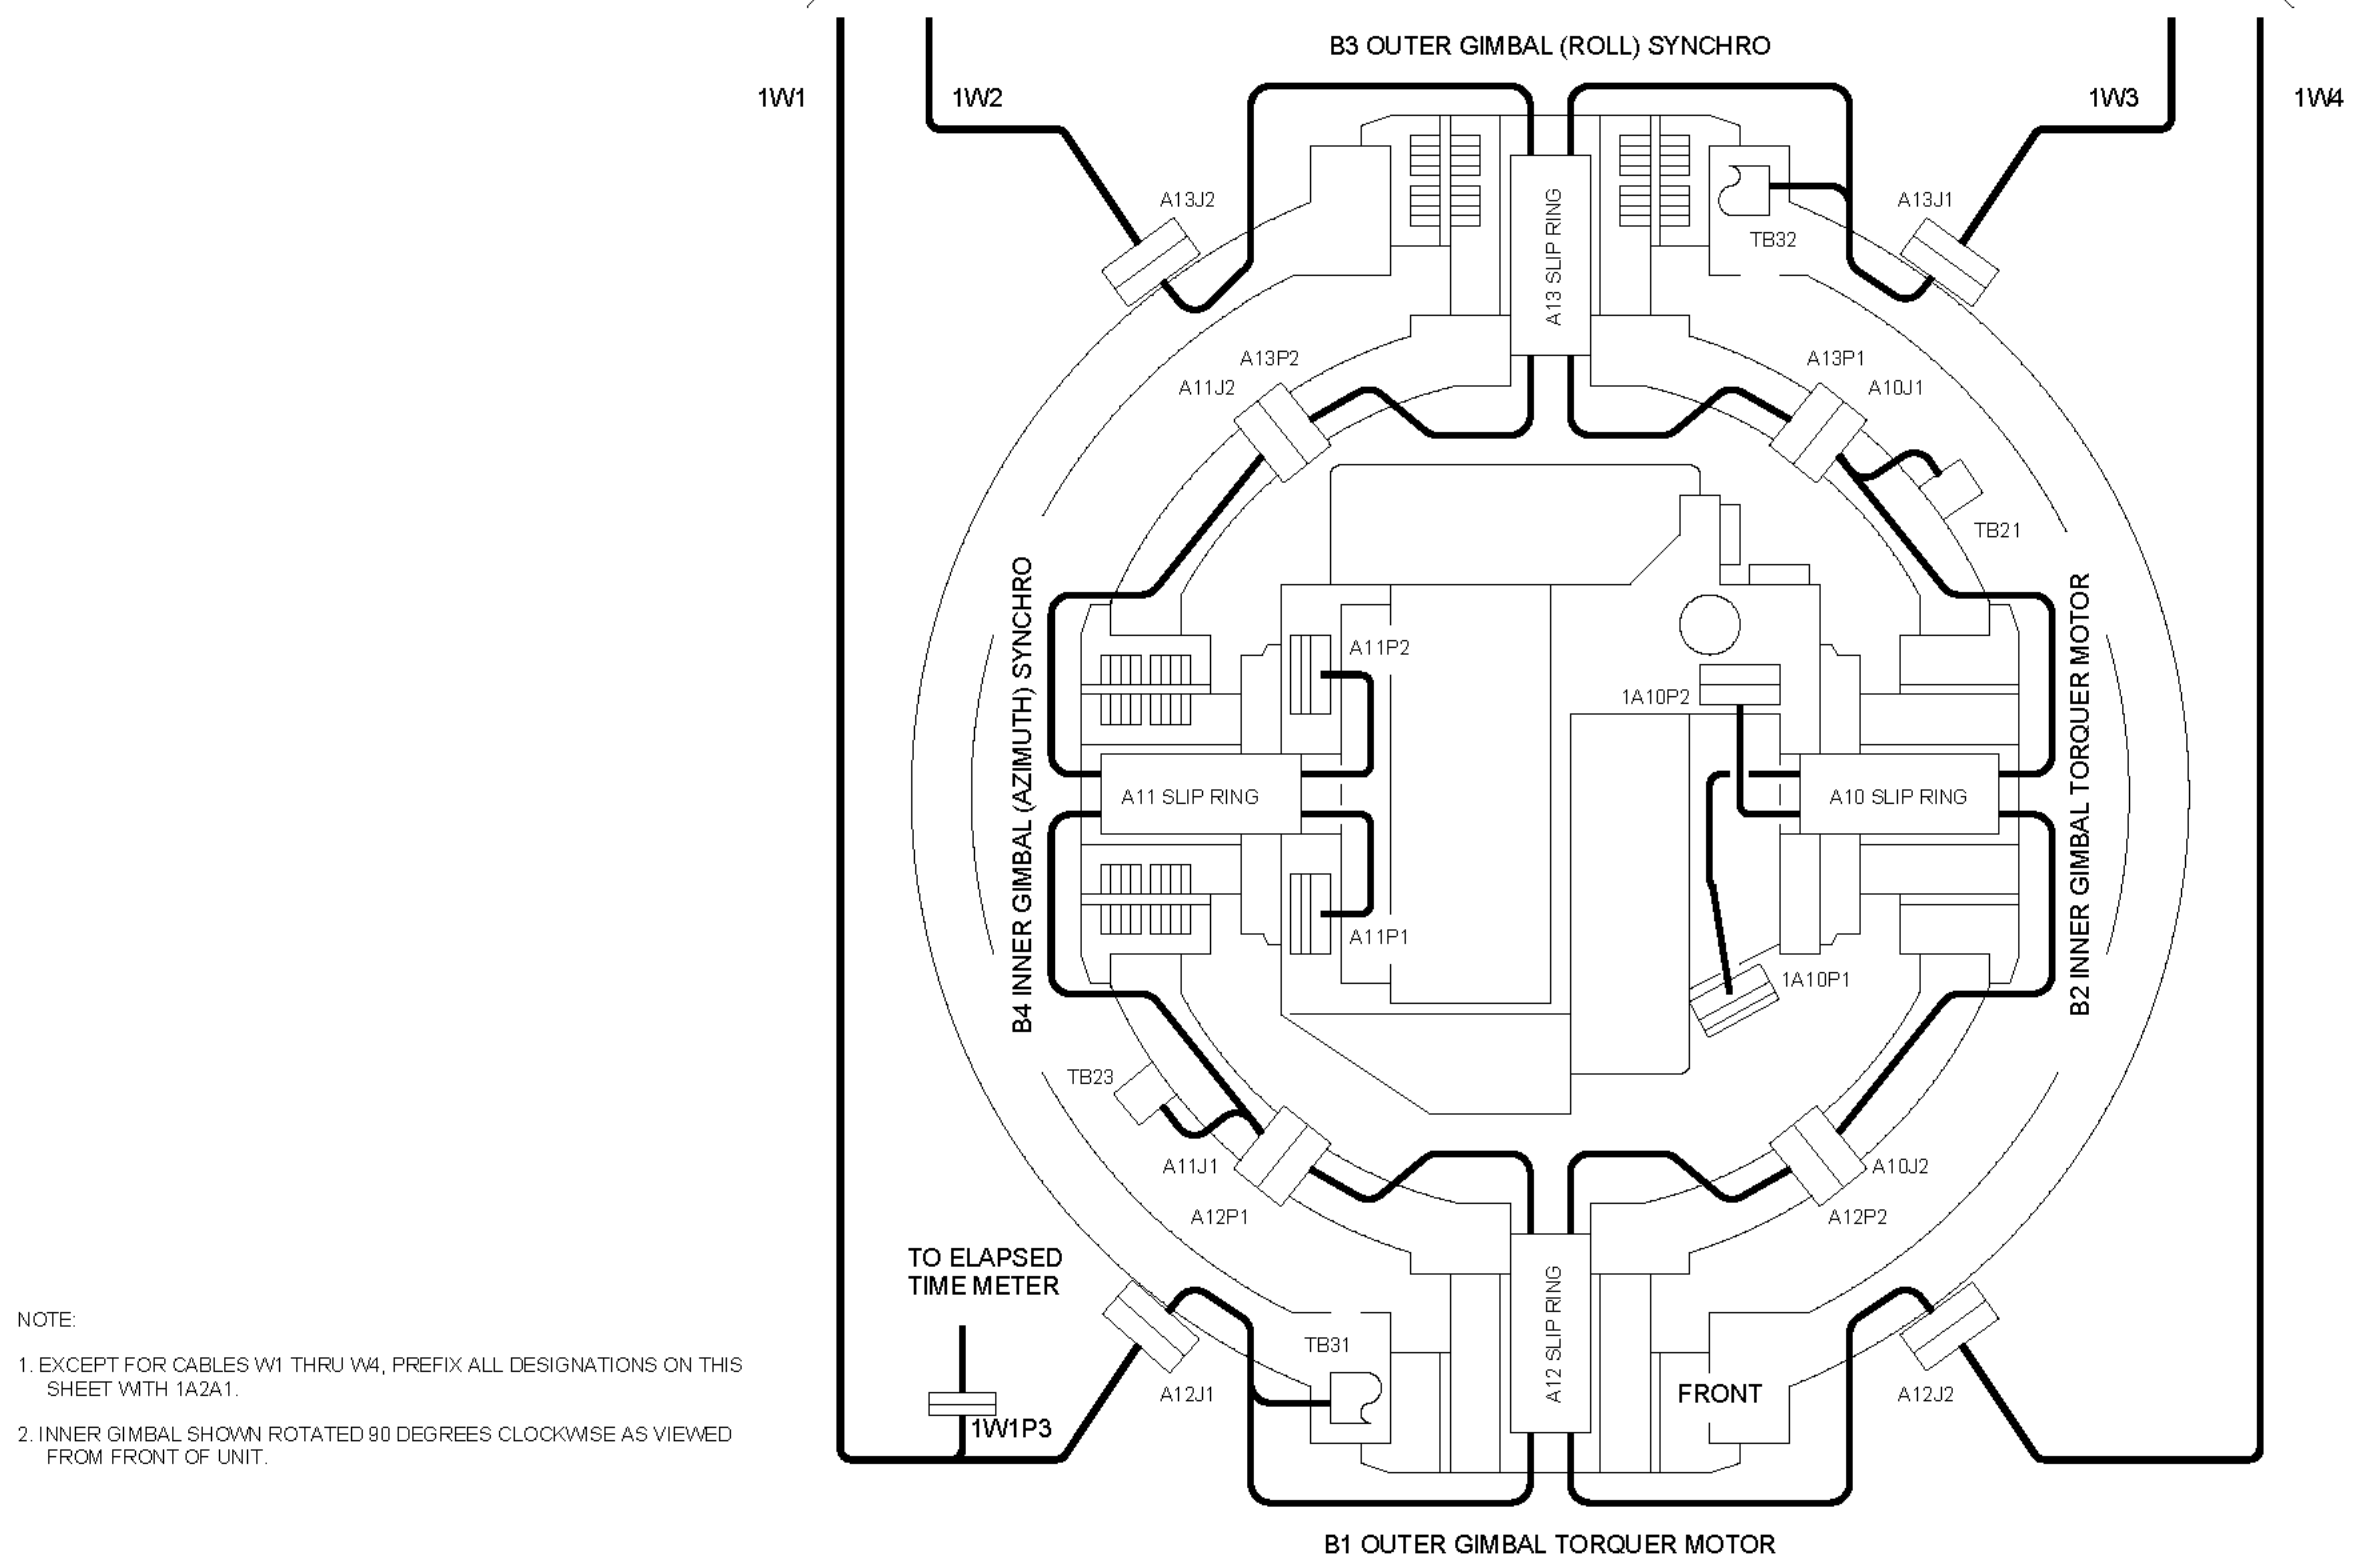 B3 OUTER GIMBAL (ROLL) SYNCHRO
1W1
1W2
1W3
1W4
A13J2
A13J1
A13 SLIP RING
TB32
A13P2
A13P1
A11J2
A10J1
TB21
B4 INNER GIMBAL (AZIMUTH) SYNCHRO
B2 INNER GIMBAL TORQUER MOTOR
A11P2
1A10P2
A11 SLIP RING
A10 SLIP RING
A11P1
1A10P1
TB23
A11J1
A10J2
A12P1
A12P2
TO ELAPSED
TIME METER
A12 SLIP RING
TB31
A12J1
FRONT
A12J2
1W1P3
NOTE:
1. EXCEPT FOR CABLES W1 THRU W4, PREFIX ALL DESIGNATIONS ON THIS
SHEET WITH 1A2A1.
2. INNER GIMBAL SHOWN ROTATED 90 DEGREES CLOCKWISE AS VIEWED
FROM FRONT OF UNIT.
B1 OUTER GIMBAL TORQUER MOTOR